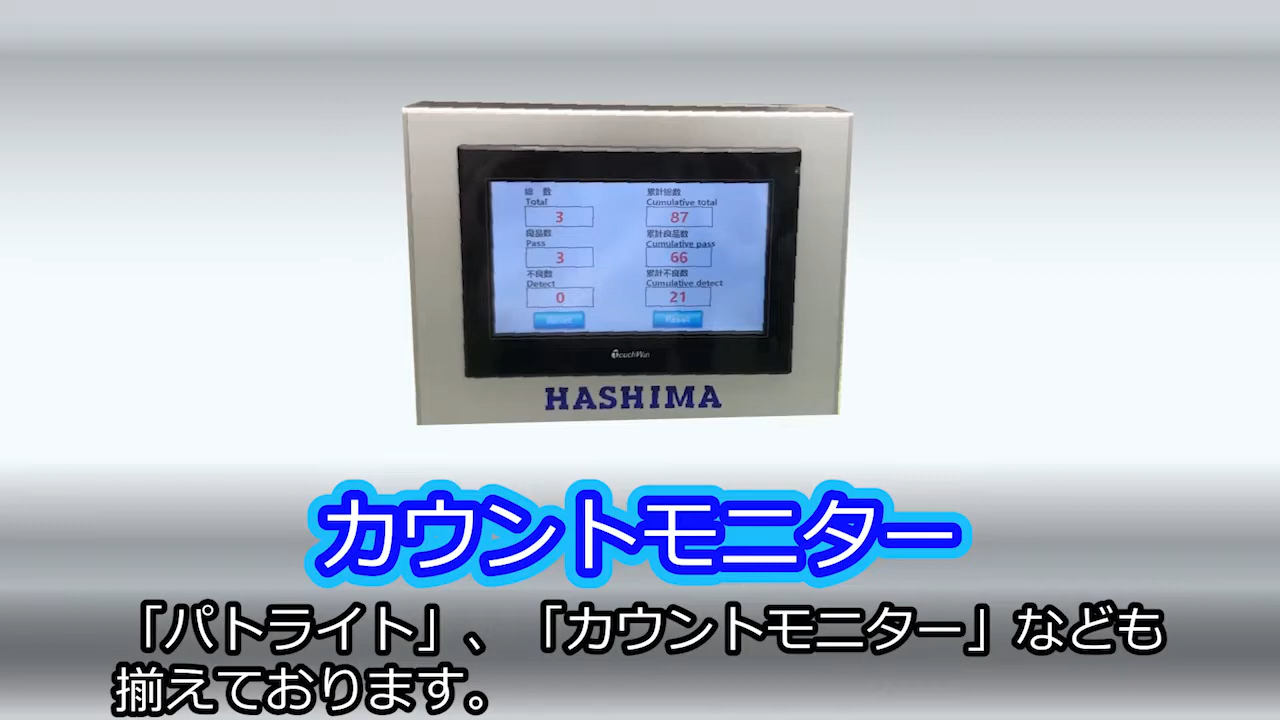 総 数 累計総数
Total Cumulative total
3 87
良品数 累計良品数
Pass Cumulative pass
3 66
不良数 累計不良数
Detect Cumulative detect
0 21
Reset Reset
TouchWin
HASHIMA
カウントモニター
「パトライト」、「カウントモニター」なども
揃えております。